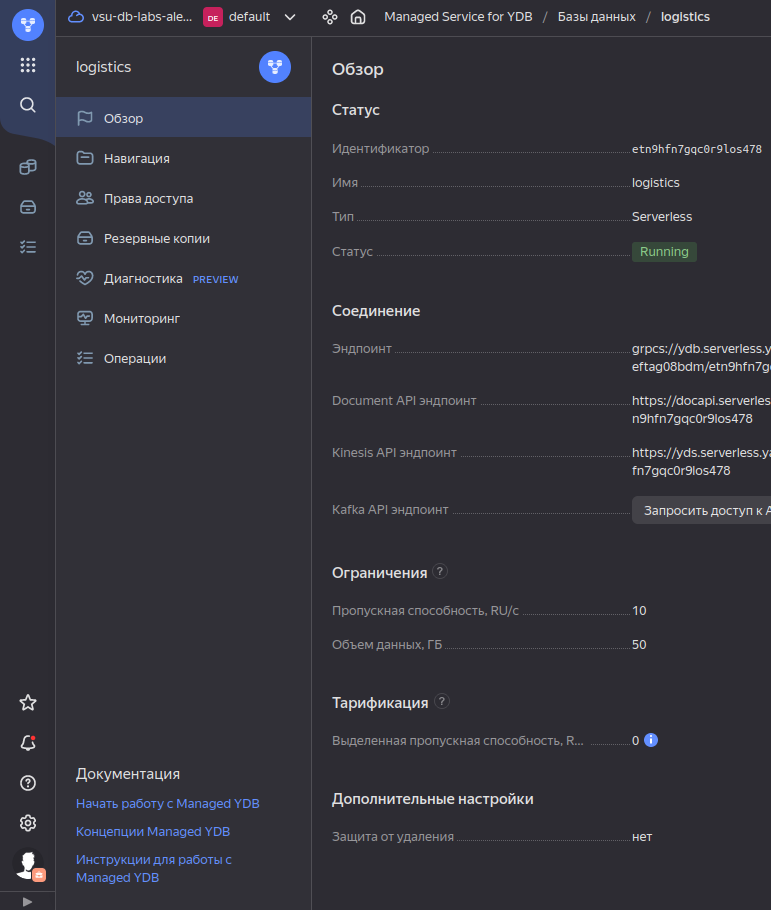 vsu-db-labs-ale... DE default Managed Service for YDB / Базы данных / logistics
logistics
Обзор
Навигация
Права доступа
Резервные копии
Диагностика PREVIEW
Мониторинг
Операции
Документация
Начать работу с Managed YDB
Концепции Managed YDB
Инструкции для работы с
Managed YDB
Обзор
Статус
Идентификатор etn9hfn7gqc0r9los478
Имя logistics
Тип Serverless
Статус Running
Соединение
Эндпоинт grpcs://ydb.serverless.y
eftag08bdm/etn9hfn7g
Document API эндпоинт https://docapi.serverles
n9hfn7gqc0r9los478
Kinesis API эндпоинт https://yds.serverless.ya
fn7gqc0r9los478
Kafka API эндпоинт Запросить доступ к A
Ограничения ?
Пропускная способность, RU/с 10
Объем данных, ГБ 50
Тарификация ?
Выделенная пропускная способность, R... 0
Дополнительные настройки
Защита от удаления нет